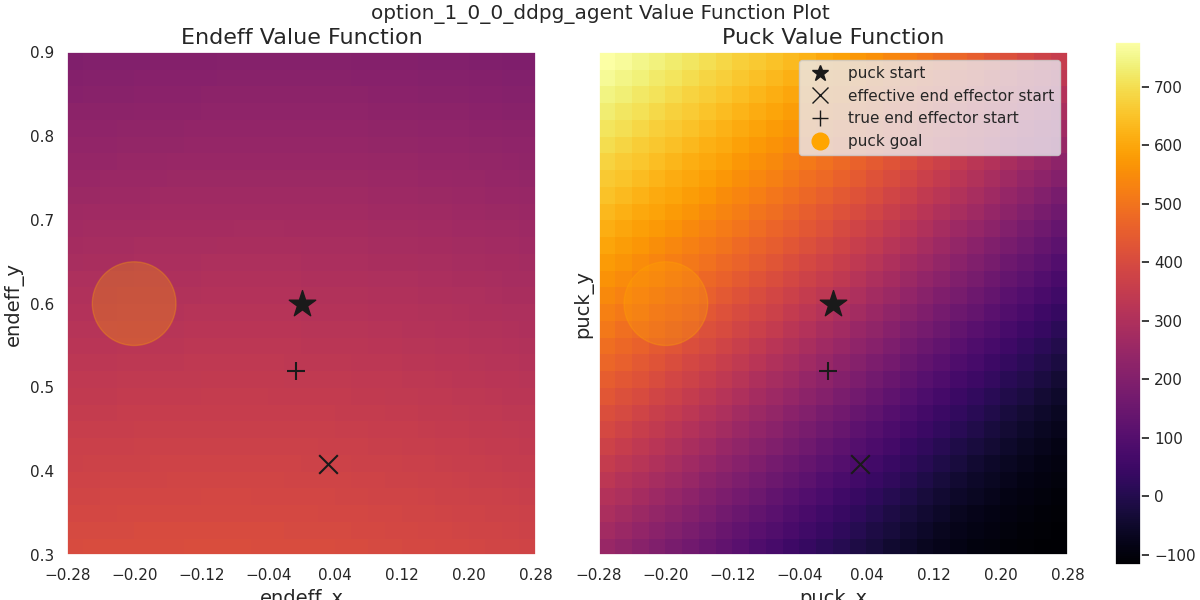 option_1_0_0_ddpg_agent Value Function Plot
Endeff Value Function
Puck Value Function
endeff_y
0.9
0.8
0.7
0.6
0.5
0.4
0.3
−0.28 −0.20 −0.12 −0.04 0.04 0.12 0.20 0.28
endeff_x
puck_y
puck start
effective end effector start
true end effector start
puck goal
−0.28 −0.20 −0.12 −0.04 0.04 0.12 0.20 0.28
puck_x
700
600
500
400
300
200
100
0
−100